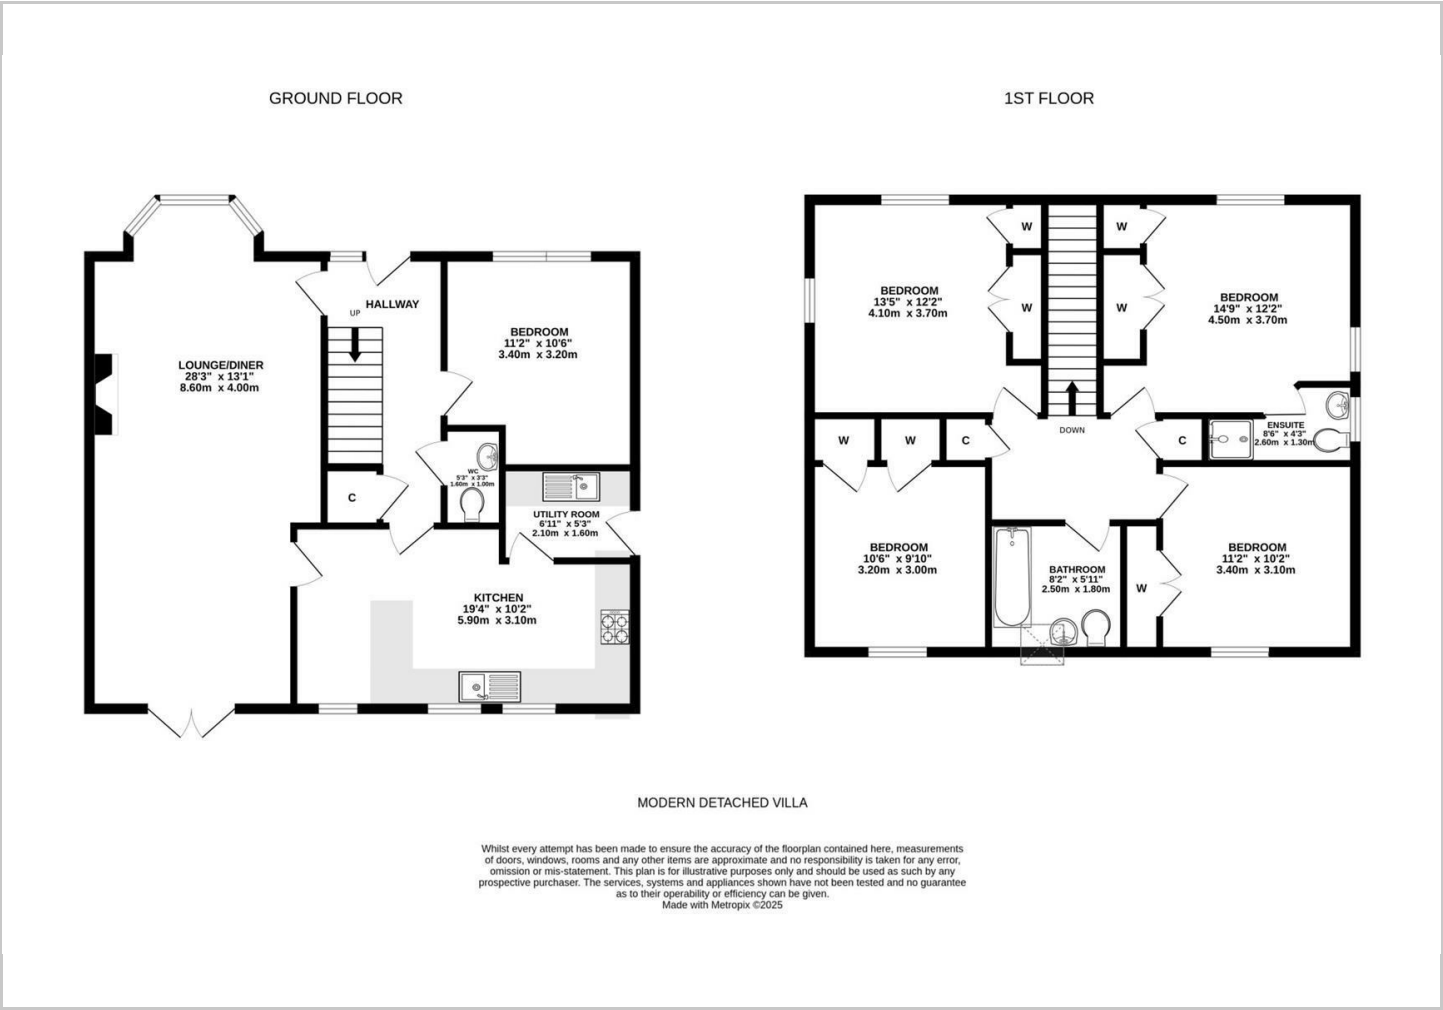 GROUND FLOOR
1ST FLOOR
HALLWAY
UP
LOUNGE/DINER
28'3" x 13'1"
8.60m x 4.00m
BEDROOM
11'2" x 10'6"
3.40m x 3.20m
WC
5'3" x 3'3"
1.60m x 1.00m
C
UTILITY ROOM
6'11" x 5'3"
2.10m x 1.60m
KITCHEN
19'4" x 10'2"
5.90m x 3.10m
W
W
W
W
BEDROOM
13'5" x 12'2"
4.10m x 3.70m
BEDROOM
14'9" x 12'2"
4.50m x 3.70m
DOWN
W
W
C
C
ENSUITE
8'6" x 4'3"
2.60m x 1.30m
BEDROOM
10'6" x 9'10"
3.20m x 3.00m
BATHROOM
8'2" x 5'11"
2.50m x 1.80m
W
BEDROOM
11'2" x 10'2"
3.40m x 3.10m
MODERN DETACHED VILLA
Whilst every attempt has been made to ensure the accuracy of the floorplan contained here, measurements
of doors, windows, rooms and any other items are approximate and no responsibility is taken for any error,
omission or mis-statement. This plan is for illustrative purposes only and should be used as such by any
prospective purchaser. The services, systems and appliances shown have not been tested and no guarantee
as to their operability or efficiency can be given.
Made with Metropix ©2025